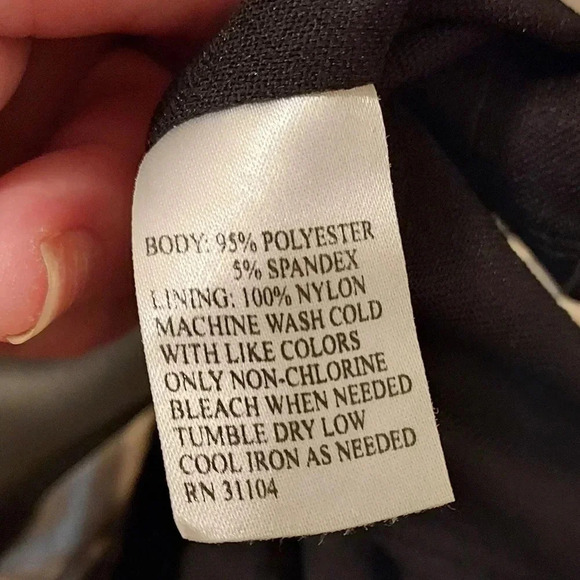 BODY: 95% POLYESTER
5% SPANDEX
LINING: 100% NYLON
MACHINE WASH COLD
WITH LIKE COLORS
ONLY NON-CHLORINE
BLEACH WHEN NEEDED
TUMBLE DRY LOW
COOL IRON AS NEEDED
RN 31104